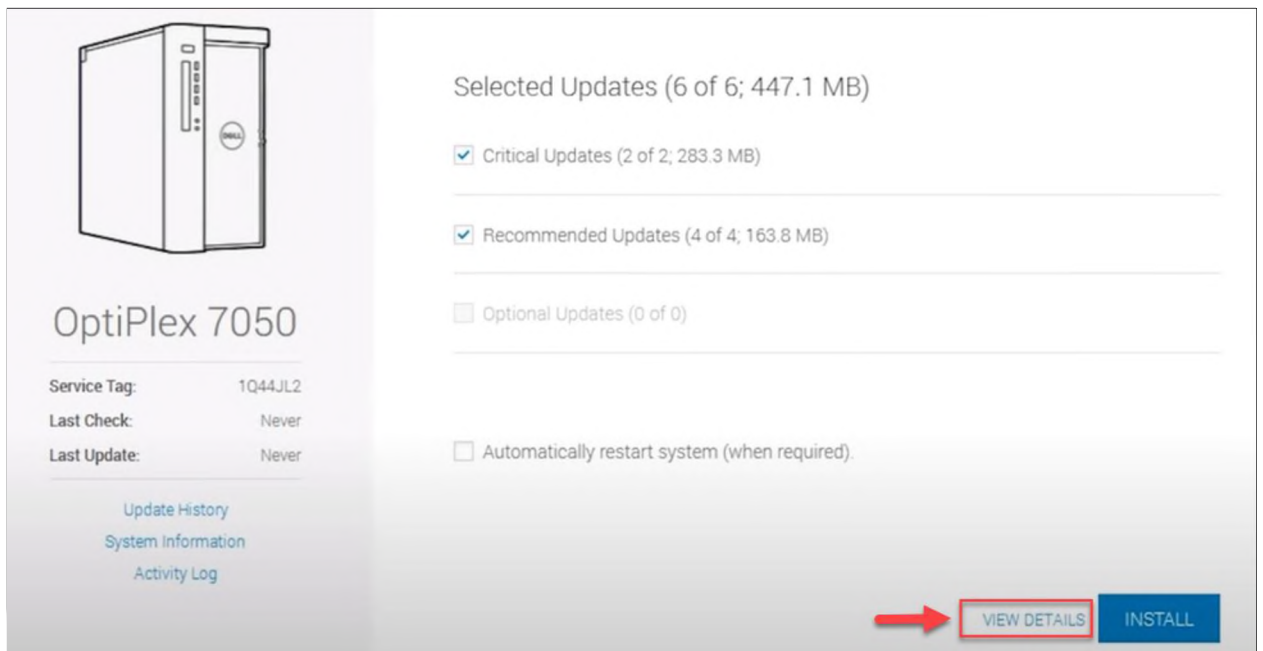 DELL
OptiPlex 7050
Service Tag: 1Q44JL2
Last Check: Never
Last Update: Never
Update History
System Information
Activity Log
Selected Updates (6 of 6; 447.1 MB)
Critical Updates (2 of 2; 283.3 MB)
Recommended Updates (4 of 4; 163.8 MB)
Optional Updates (0 of 0)
Automatically restart system (when required).
VIEW DETAILS
INSTALL